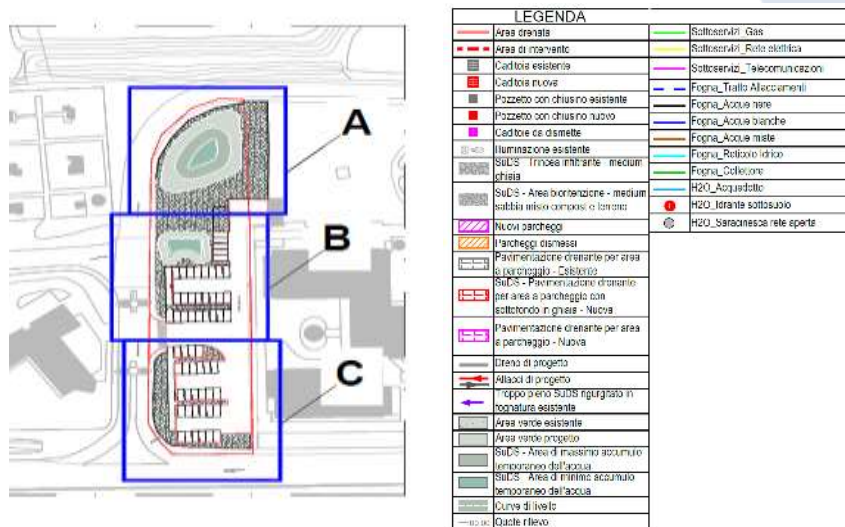 A
B
C
LEGENDA
Area drenata
Area di intervento
Caditoia esistente
Caditoia nuova
Pozzetto con chiusino esistente
Pozzetto con chiusino nuovo
Caditoia da dismette
Illuminazione esistente
SuDS - Trincea infiltrante - medium
ghiaia
SuDS - Area bioritenzione - medium
sabbia misto compost e terreno
Nuovi parcheggi
Parcheggi dismessi
Pavimentazione drenante per area
a parcheggio - Esistente
SuDS - Pavimentazione drenante
per area a parcheggio con
sottofondo in ghiaia - Nuova
Pavimentazione drenante per area
a parcheggio - Nuova
Dreno di progetto
Allacci di progetto
Troppo pieno SUDS rigurgitato in
fognatura esistente
Area verde esistente
Area verde progetto
SuDS - Area di massimo accumulo
temporaneo dell'acqua
SuDS - Area di minimo accumulo
temporaneo dell'acqua
Curve di livello
Quote rilievo
Sottoservizi_Gas
Sottoservizi_Rete elettrica
Sottoservizi_Telecomunicazioni
Fogna_Tratto Allacciamenti
Fogna_Acque nere
Fogna_Acque bianche
Fogna_Acque miste
Fogna_Reticolo Idrico
Fogna_Collettore
H2O_Acquedotto
H2O_Idrante sottosuolo
H2O_Saracinesca rete aperta